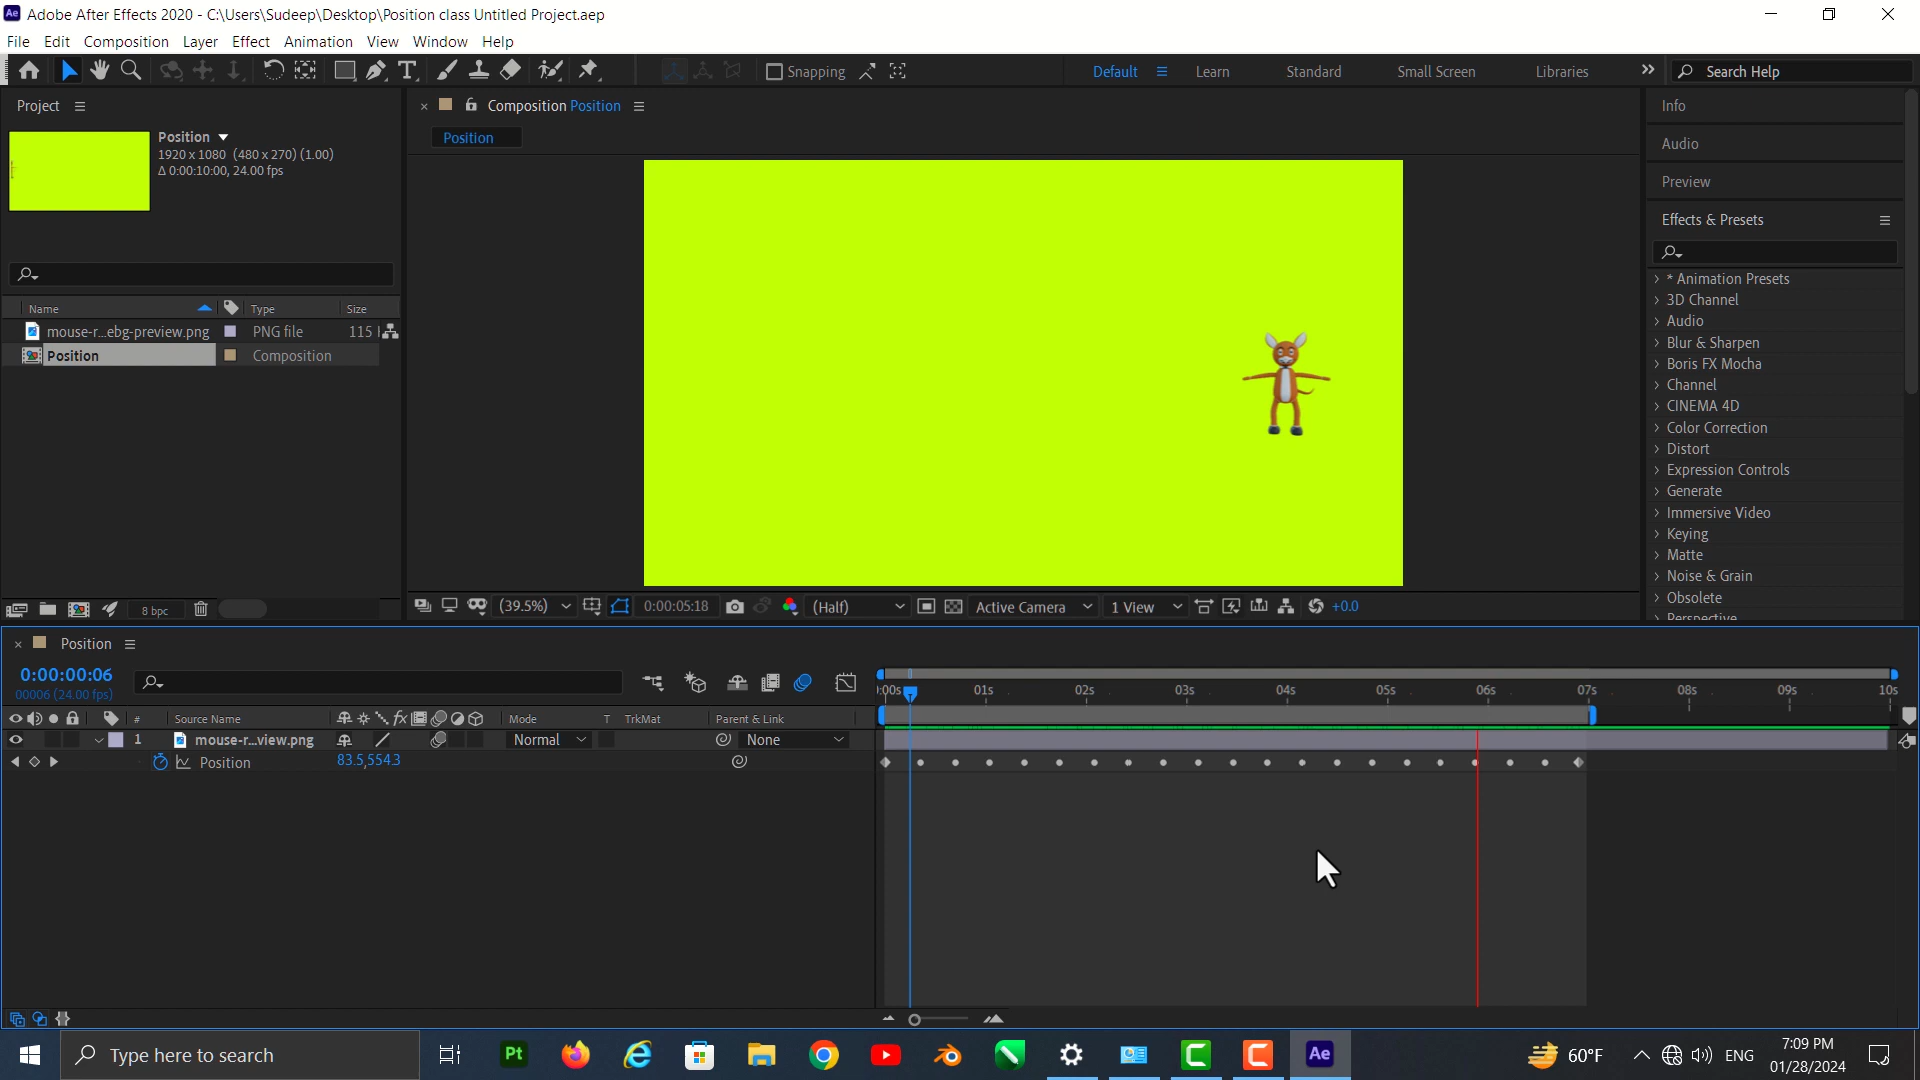 Adobe After Effects 2020 - C:\Users\Sudeep\Desktop\Position class Untitled Project.aep
File Edit Composition Layer Effect Animation View Window Help
Snapping Default Learn Standard Small Screen Libraries Search Help
Project
Position
1920 x 1080 (480 x 270) (1.00)
Δ 0:00:10:00, 24.00 fps
Name Type Size
mouse-r...ebg-preview.png PNG file 115
Position Composition
8 bpc
Composition Position
Position
(39.5%) 0:00:05:18 (Half) Active Camera 1 View +0.0
Info
Audio
Preview
Effects & Presets
* Animation Presets
3D Channel
Audio
Blur & Sharpen
Boris FX Mocha
Channel
CINEMA 4D
Color Correction
Distort
Expression Controls
Generate
Immersive Video
Keying
Matte
Noise & Grain
Obsolete
Perspective
Position
0:00:00:06
00006 (24.00 fps)
:00s 01s 02s 03s 04s 05s 06s 07s 08s 09s 10s
# Source Name fx Mode T TrkMat Parent & Link
1 mouse-r...view.png Normal None
Position 83.5,554.3
Type here to search
Pt
Ae
60°F
ENG
7:09 PM
01/28/2024